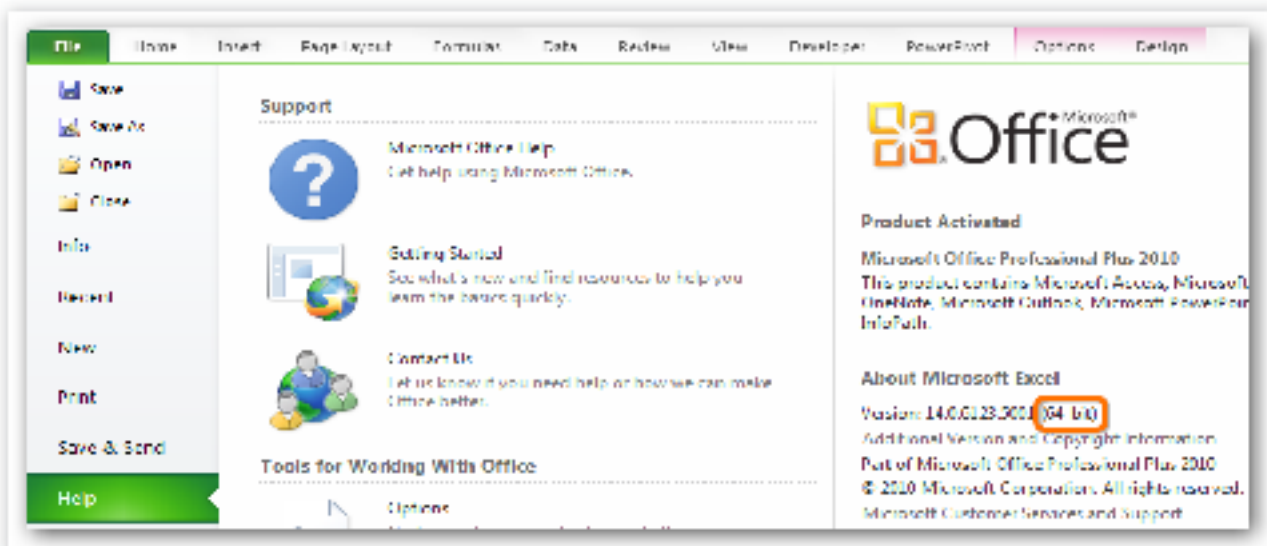 File Home Insert Page Layout Formulas Data Review View Developer PowerPivot Options Design
Save
Save As
Open
Close
Info
Recent
New
Print
Save & Send
Help
Support
Microsoft Office Help
Get help using Microsoft Office.
Getting Started
See what's new and find resources to help you
learn the basics quickly.
Contact Us
Let us know if you need help or how we can make
Office better.
Tools for Working With Office
Options
Microsoft®
Office
Product Activated
Microsoft Office Professional Plus 2010
This product contains Microsoft Access, Microsoft
OneNote, Microsoft Outlook, Microsoft PowerPoin
InfoPath.
About Microsoft Excel
Version: 14.0.6123.5001 (64-bit)
Additional Version and Copyright Information
Part of Microsoft Office Professional Plus 2010
© 2010 Microsoft Corporation. All rights reserved.
Microsoft Customer Services and Support